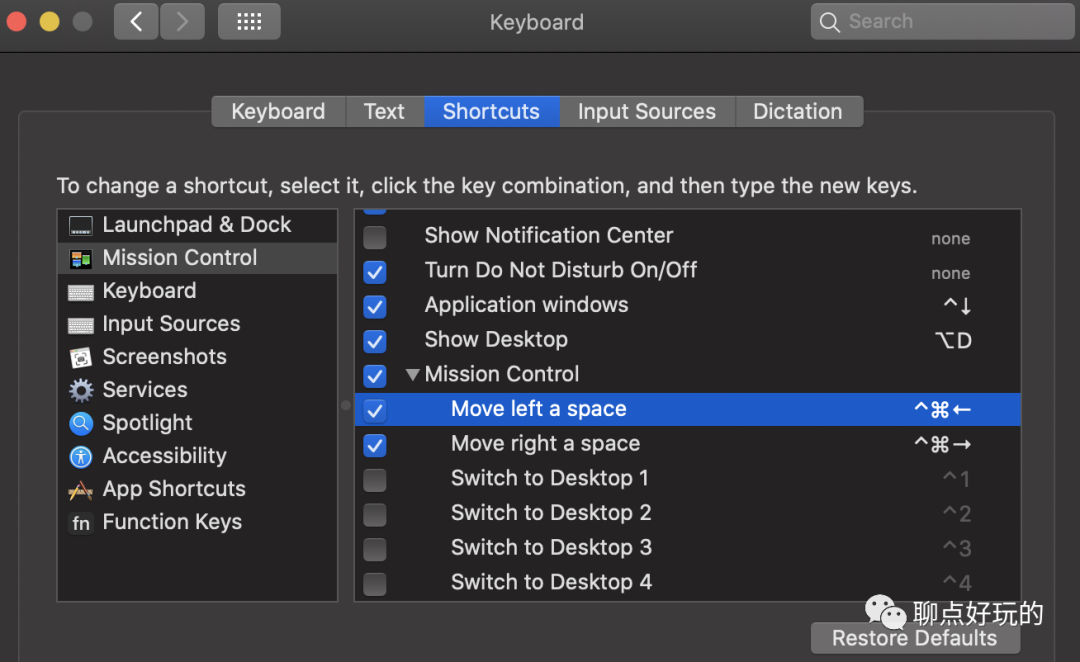 Keyboard
Search
Keyboard Text Shortcuts Input Sources Dictation
To change a shortcut, select it, click the key combination, and then type the new keys.
Launchpad & Dock
Mission Control
Keyboard
Input Sources
Screenshots
Services
Spotlight
Accessibility
App Shortcuts
fn Function Keys
Show Notification Center none
Turn Do Not Disturb On/Off none
Application windows ^↓
Show Desktop ⌥D
▼Mission Control
Move left a space ^⌘←
Move right a space ^⌘→
Switch to Desktop 1 ^1
Switch to Desktop 2 ^2
Switch to Desktop 3 ^3
Switch to Desktop 4 ^4
聊点好玩的
Restore Defaults